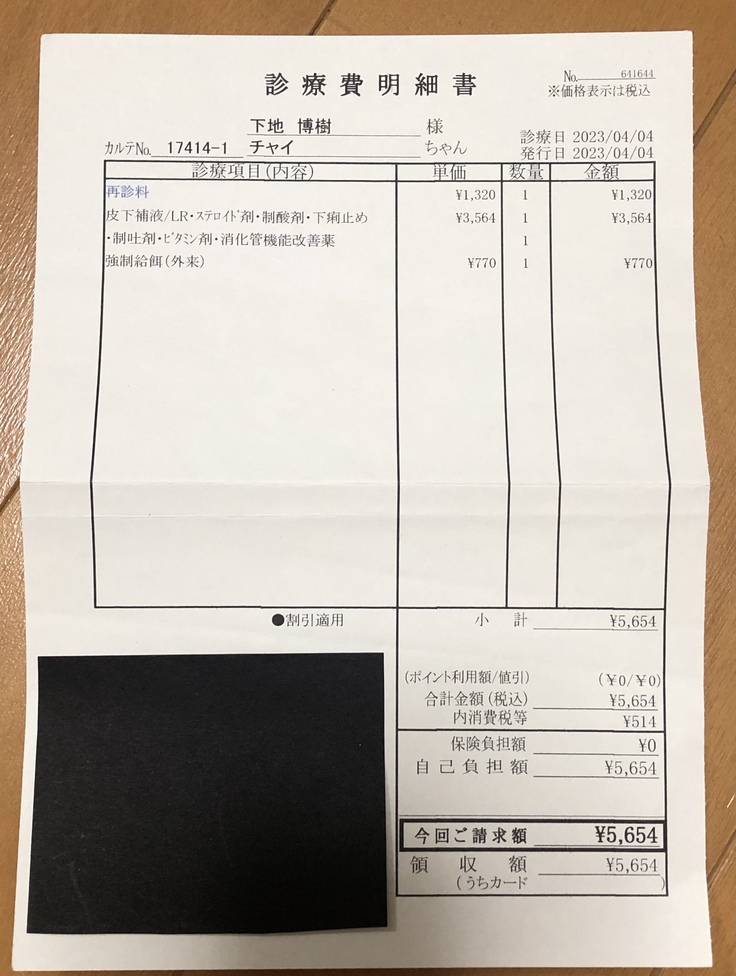 診療費明細書
No. 641644
※価格表示は税込
下地 博樹 様
診療日 2023/04/04
カルテNo. 17414-1 チャイ ちゃん
発行日 2023/04/04
診療項目(内容) 単価 数量 金額
再診料 ¥1,320 1 ¥1,320
皮下補液/LR・ステロイド剤・制酸剤・下痢止め ¥3,564 1 ¥3,564
・制吐剤・ビタミン剤・消化管機能改善薬 1
強制給餌(外来) ¥770 1 ¥770
●割引適用 小計 ¥5,654
(ポイント利用額/値引) (¥0/¥0)
合計金額(税込) ¥5,654
内消費税等 ¥514
保険負担額 ¥0
自己負担額 ¥5,654
今回ご請求額 ¥5,654
領収額 ¥5,654
(うちカード )